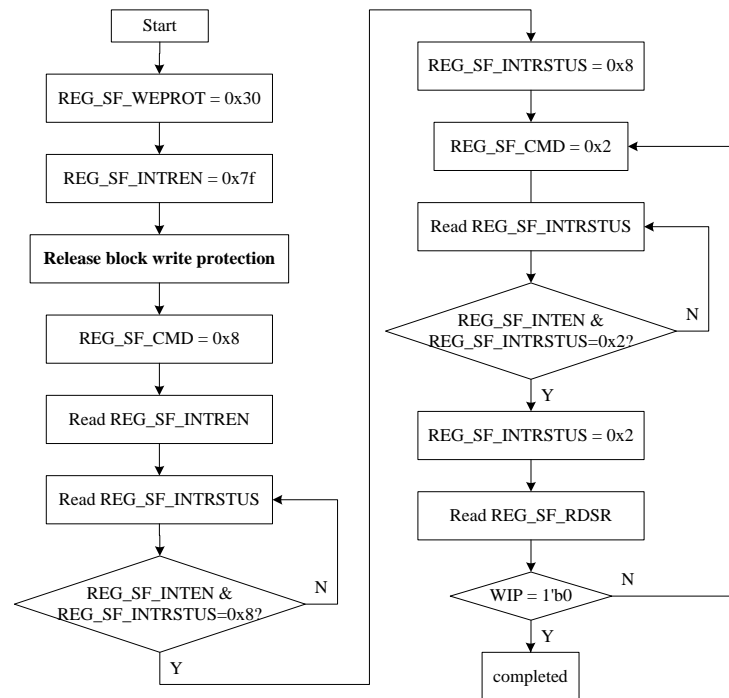 Start
REG_SF_WEPROT = 0x30
REG_SF_INTREN = 0x7f
Release block write protection
REG_SF_CMD = 0x8
Read REG_SF_INTREN
Read REG_SF_INTRSTUS
REG_SF_INTEN &
REG_SF_INTRSTUS=0x8?
N
Y
REG_SF_INTRSTUS = 0x8
REG_SF_CMD = 0x2
Read REG_SF_INTRSTUS
REG_SF_INTEN &
REG_SF_INTRSTUS=0x2?
N
Y
REG_SF_INTRSTUS = 0x2
Read REG_SF_RDSR
WIP = 1'b0
N
Y
completed